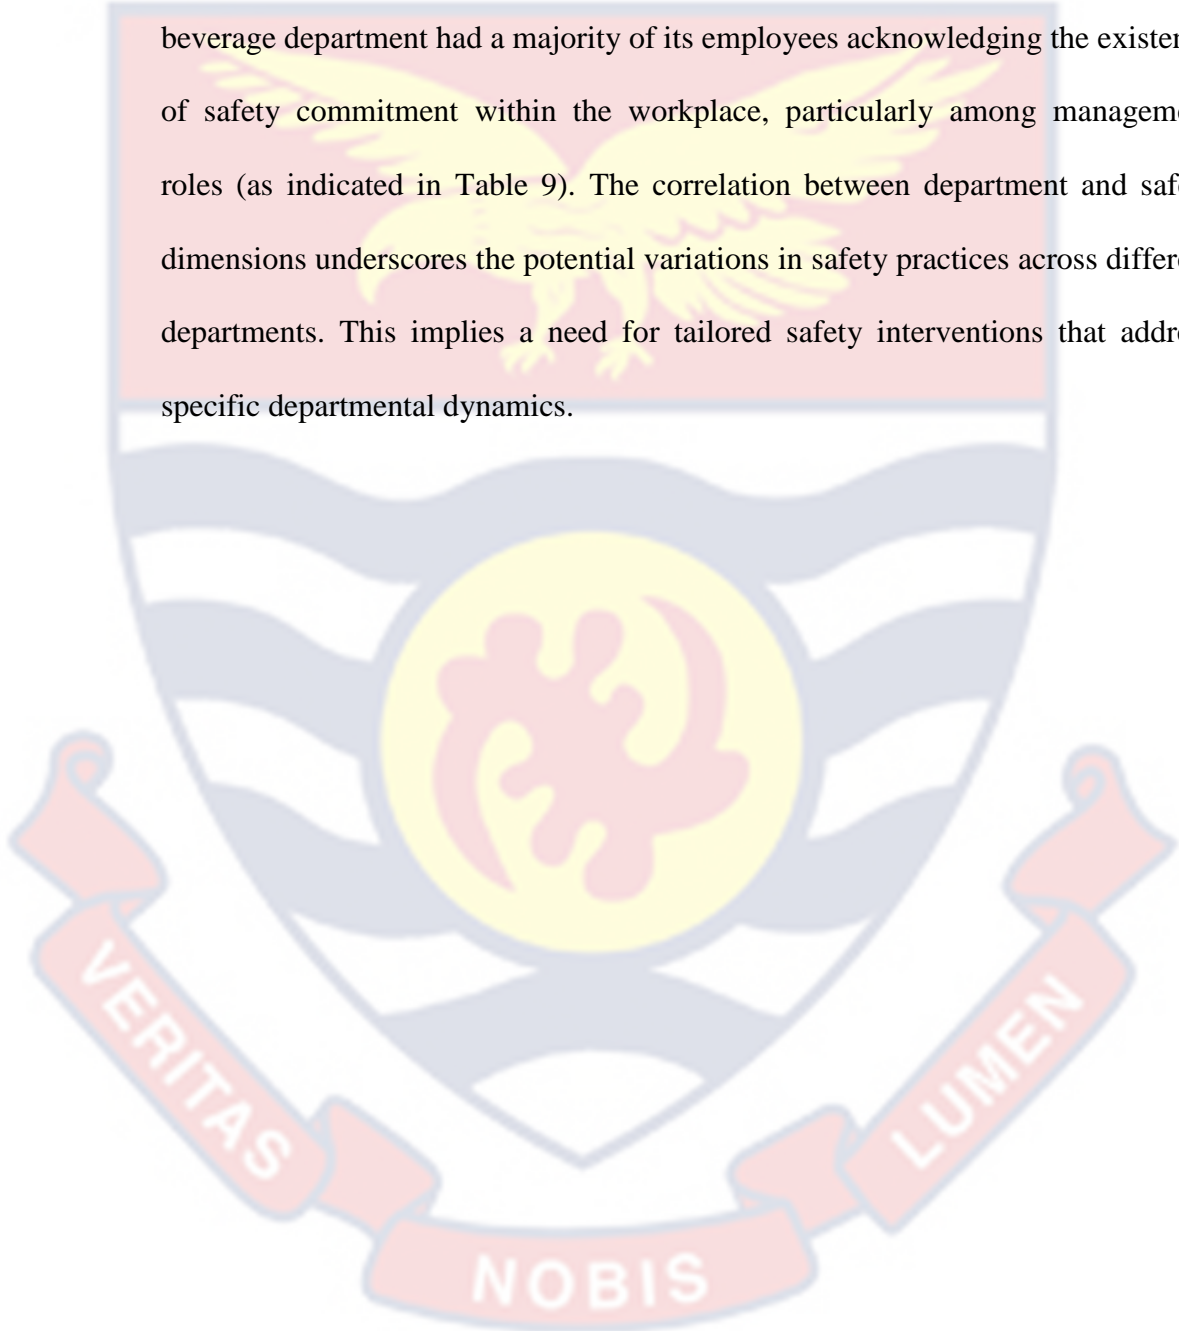 beverage department had a majority of its employees acknowledging the existen
of safety commitment within the workplace, particularly among manageme
roles (as indicated in Table 9). The correlation between department and safe
dimensions underscores the potential variations in safety practices across differe
departments. This implies a need for tailored safety interventions that addre
specific departmental dynamics.
VERITAS
NOBIS
LUMEN